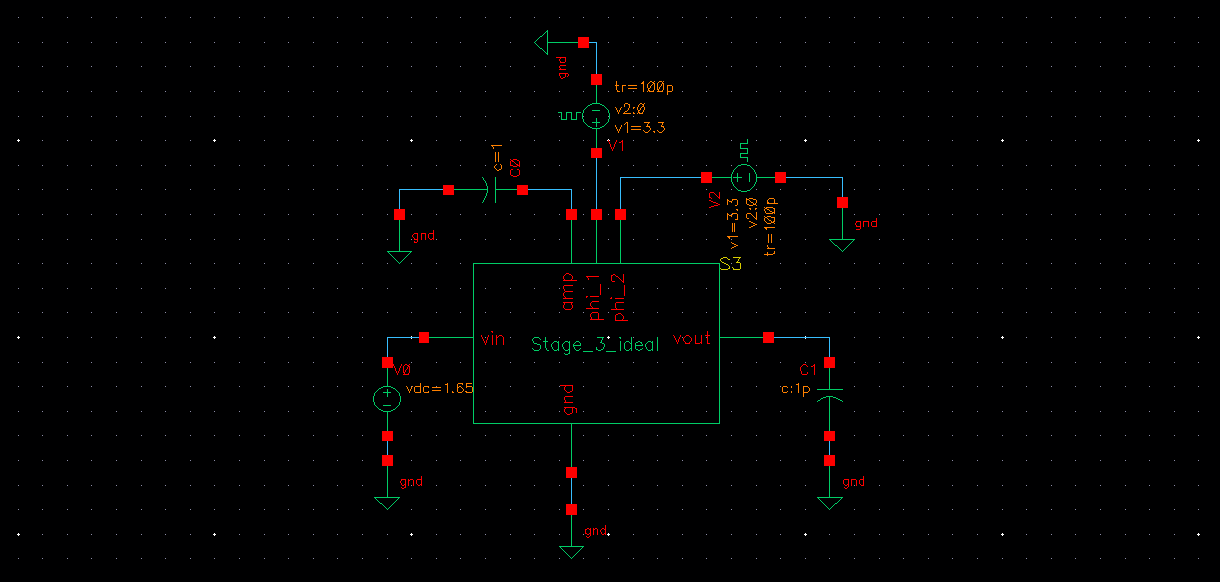 gnd
tr=100p
v2:0
v1=3.3
V1
c=1
C0
gnd
V2
v1=3.3
v2:0
tr=100p
gnd
S3
amp
phi_1
phi_2
vin
Stage_3_ideal
vout
gnd
V0
vdc=1.65
gnd
C1
c:1p
gnd
gnd